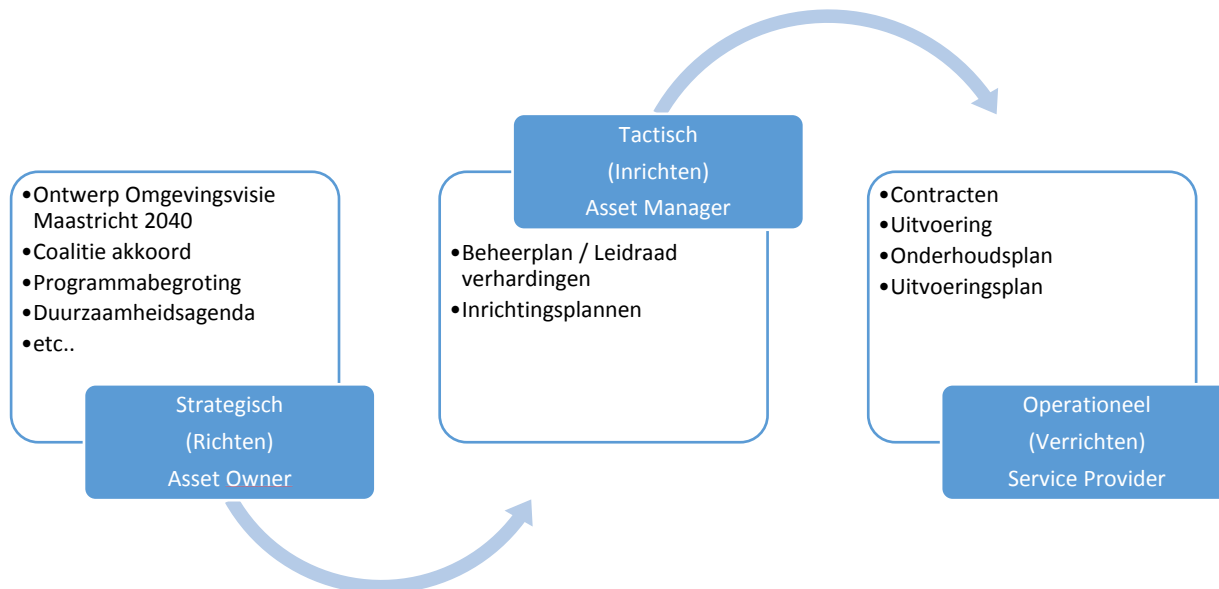 •Ontwerp Omgevingsvisie
Maastricht 2040
•Coalitie akkoord
•Programmabegroting
•Duurzaamheidsagenda
•etc..
Strategisch
(Richten)
Asset Owner
Tactisch
(Inrichten)
Asset Manager
•Beheerplan / Leidraad
verhardingen
•Inrichtingsplannen
•Contracten
•Uitvoering
•Onderhoudsplan
•Uitvoeringsplan
Operationeel
(Verrichten)
Service Provider